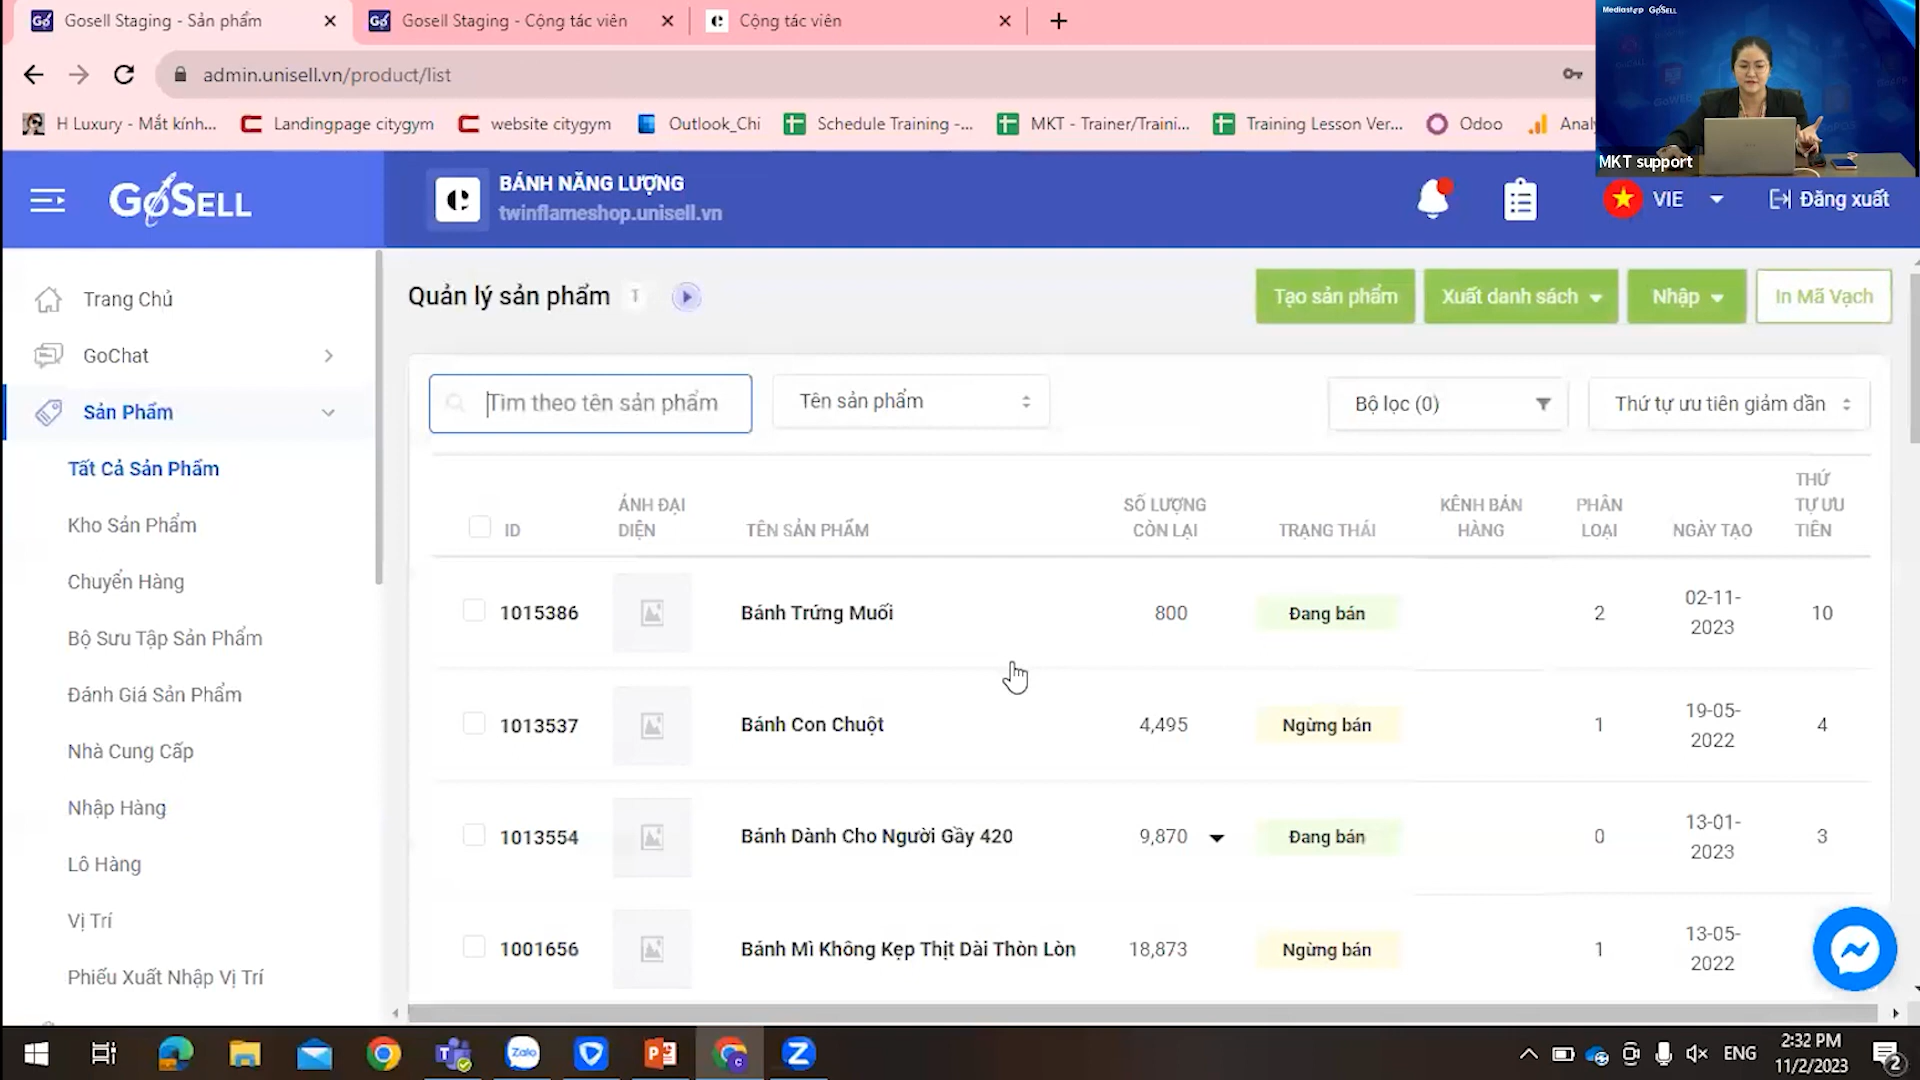 Gosell Staging - Sản phẩm
Gosell Staging - Cộng tác viên
Cộng tác viên
admin.unisell.vn/product/list
H Luxury - Mắt kính...
Landingpage citygym
website citygym
Outlook_Chi
Schedule Training -...
MKT - Trainer/Traini...
Training Lesson Ver...
Odoo
Mediastep GoSELL
MKT support
GoSELL
BÁNH NĂNG LƯỢNG
twinflameshop.unisell.vn
VIE
Đăng xuất
Trang Chủ
GoChat
Sản Phẩm
Tất Cả Sản Phẩm
Kho Sản Phẩm
Chuyển Hàng
Bộ Sưu Tập Sản Phẩm
Đánh Giá Sản Phẩm
Nhà Cung Cấp
Nhập Hàng
Lô Hàng
Vị Trí
Phiếu Xuất Nhập Vị Trí
Quản lý sản phẩm
Tạo sản phẩm
Xuất danh sách
Nhập
In Mã Vạch
Tìm theo tên sản phẩm
Tên sản phẩm
Bộ lọc (0)
Thứ tự ưu tiên giảm dần
ID
ẢNH ĐẠI
DIỆN
TÊN SẢN PHẨM
SỐ LƯỢNG
CÒN LẠI
TRẠNG THÁI
KÊNH BÁN
HÀNG
PHÂN
LOẠI
NGÀY TẠO
THỨ
TỰ ƯU
TIÊN
1015386
Bánh Trứng Muối
800
Đang bán
2
02-11-
2023
10
1013537
Bánh Con Chuột
4,495
Ngừng bán
1
19-05-
2022
4
1013554
Bánh Dành Cho Người Gầy 420
9,870
Đang bán
0
13-01-
2023
3
1001656
Bánh Mì Không Kẹp Thịt Dài Thòn Lòn
18,873
Ngừng bán
1
13-05-
2022
Zalo
ENG
2:32 PM
11/2/2023
2